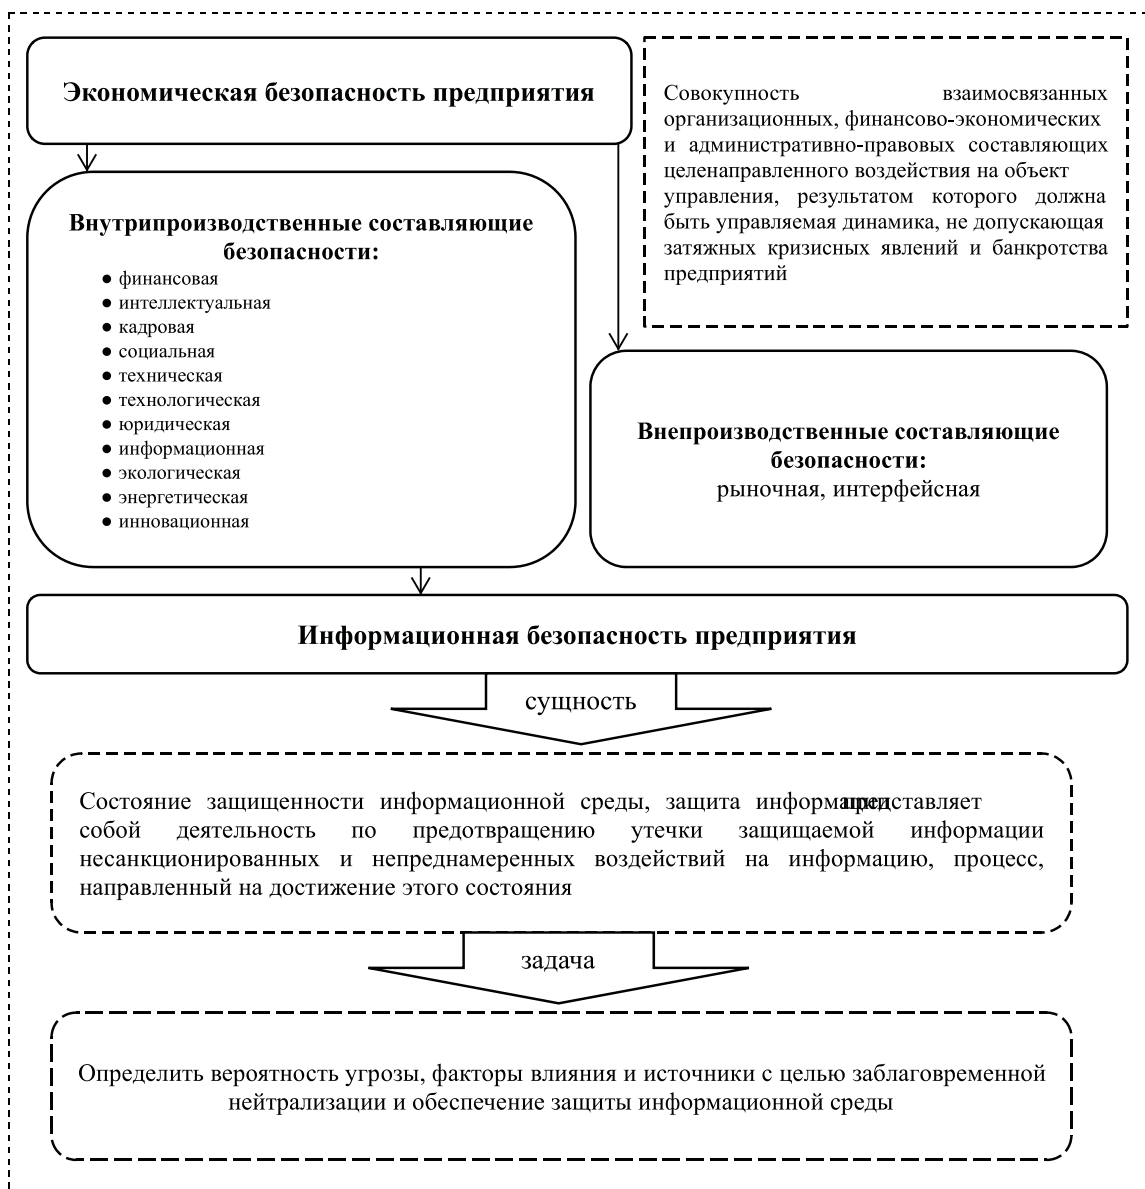 Экономическая безопасность предприятия
Совокупность взаимосвязанных
организационных, финансово-экономических
и административно-правовых составляющих
целенаправленного воздействия на объект
управления, результатом которого должна
быть управляемая динамика, не допускающая
затяжных кризисных явлений и банкротства
предприятий
Внутрипроизводственные составляющие
безопасности:
● финансовая
● интеллектуальная
● кадровая
● социальная
● техническая
● технологическая
● юридическая
● информационная
● экологическая
● энергетическая
● инновационная
Внепроизводственные составляющие
безопасности:
рыночная, интерфейсная
Информационная безопасность предприятия
сущность
Состояние защищенности информационной среды, защита информации представляет
собой деятельность по предотвращению утечки защищаемой информации
несанкционированных и непреднамеренных воздействий на информацию, процесс,
направленный на достижение этого состояния
задача
Определить вероятность угрозы, факторы влияния и источники с целью заблаговременной
нейтрализации и обеспечение защиты информационной среды